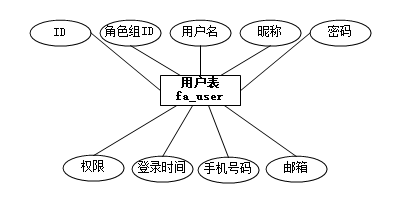 ID
角色组ID
用户名
昵称
密码
用户表
fa_user
权限
登录时间
手机号码
邮箱